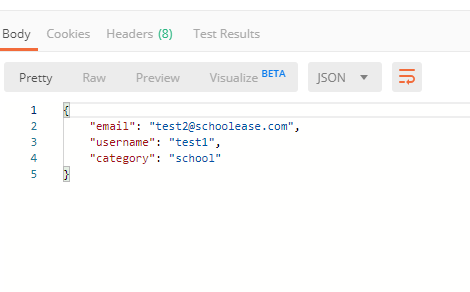 Body Cookies Headers (8) Test Results
Pretty Raw Preview Visualize BETA JSON
1 {
2 "email": "test2@schoolease.com",
3 "username": "test1",
4 "category": "school"
5 }